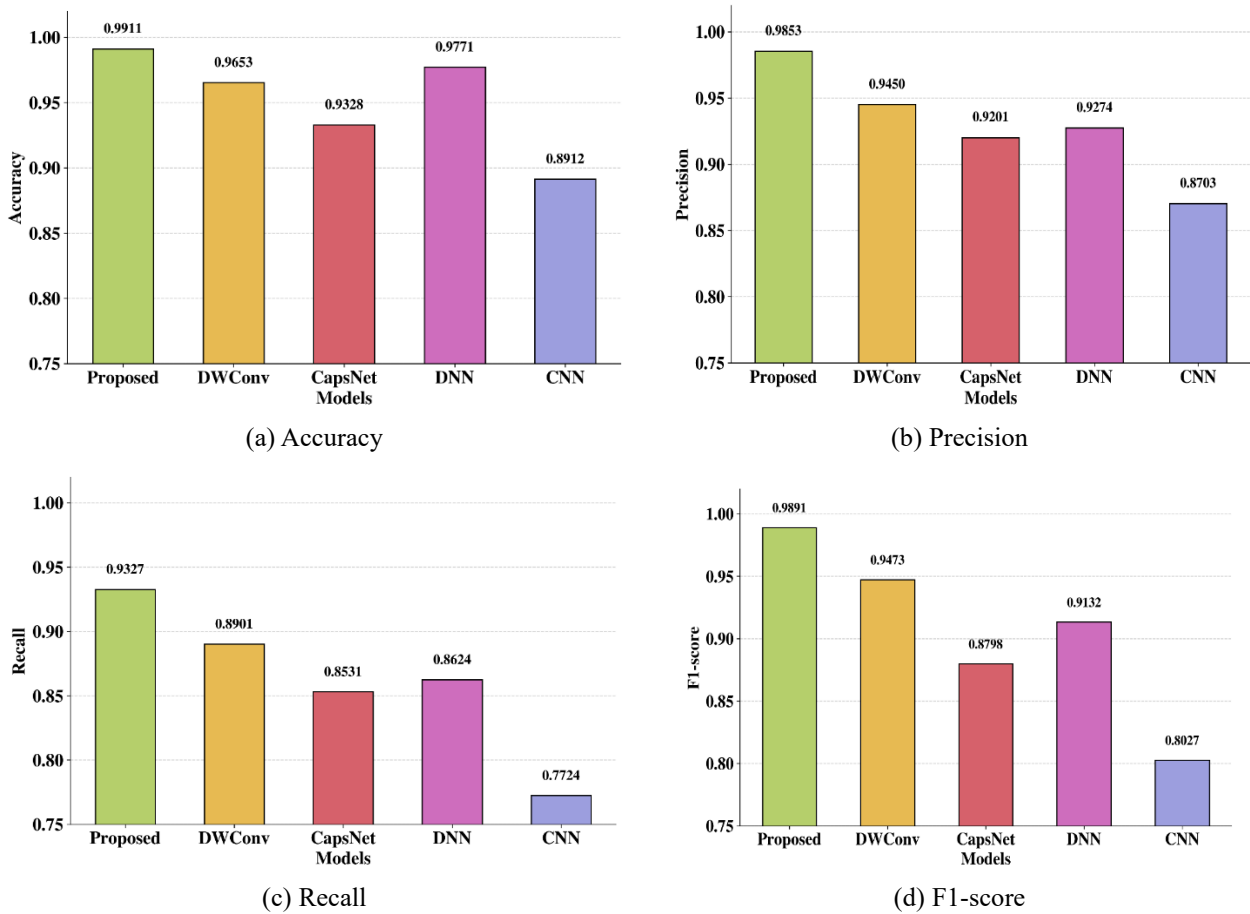 0.9911
1.00
0.9771
0.9653
0.95
0.9328
0.90
0.8912
0.85
0.80
0.75
Accuracy
Proposed DWConv CapsNet DNN CNN
Models
(a) Accuracy
0.9853
1.00
0.9450
0.95
0.9201
0.9274
0.90
0.8703
0.85
0.80
0.75
Precision
Proposed DWConv CapsNet DNN CNN
Models
(b) Precision
1.00
0.95
0.9327
0.90
0.8901
0.8531
0.8624
0.85
0.80
0.7724
0.75
Recall
Proposed DWConv CapsNet DNN CNN
Models
(c) Recall
0.9891
1.00
0.9473
0.95
0.9132
0.90
0.8798
0.85
0.8027
0.80
0.75
F1-score
Proposed DWConv CapsNet DNN CNN
Models
(d) F1-score